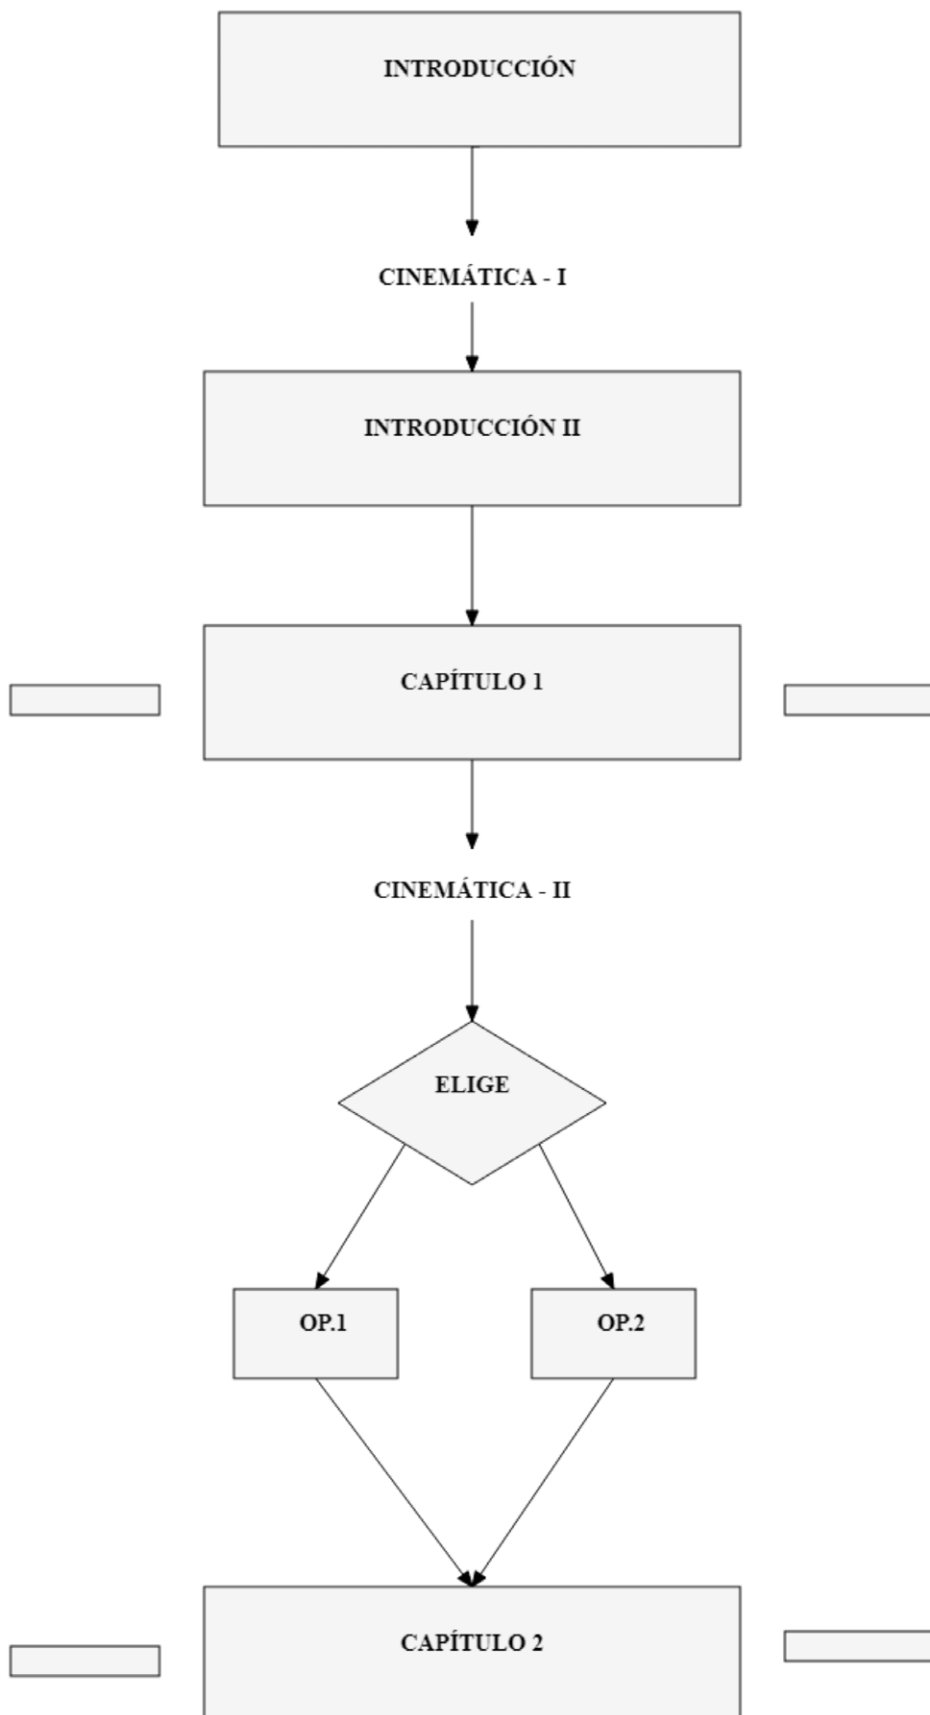 INTRODUCCIÓN
CINEMÁTICA - I
INTRODUCCIÓN II
CAPÍTULO 1
CINEMÁTICA - II
ELIGE
OP.1
OP.2
CAPÍTULO 2